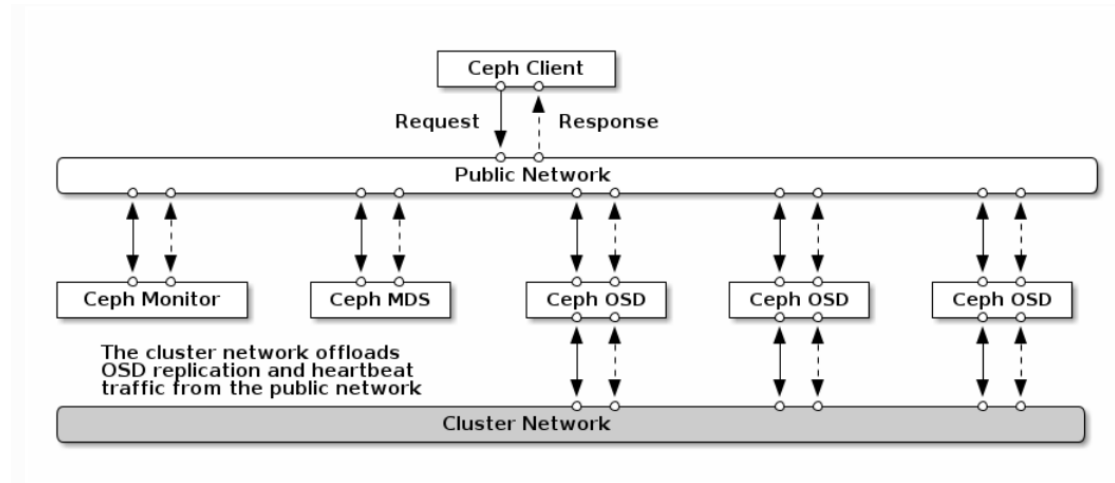 Ceph Client
Request
Response
Public Network
Ceph Monitor
Ceph MDS
Ceph OSD
Ceph OSD
Ceph OSD
The cluster network offloads
OSD replication and heartbeat
traffic from the public network
Cluster Network